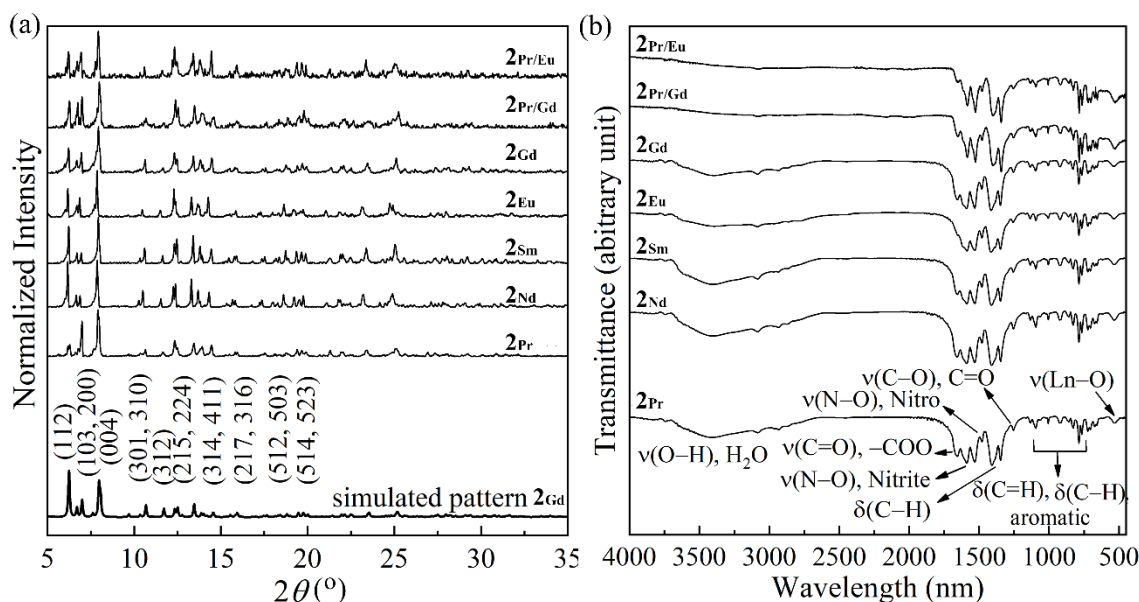 (a)
Normalized Intensity
2Pr/Eu
2Pr/Gd
2Gd
2Eu
2Sm
2Nd
2Pr
(112)
(103, 200)
(004)
(301, 310)
(312)
(215, 224)
(314, 411)
(217, 316)
(512, 503)
(514, 523)
simulated pattern 2Gd
5 10 15 20 25 30 35
2θ (°)
(b)
Transmittance (abitrary unit)
2Pr/Eu
2Pr/Gd
2Gd
2Eu
2Sm
2Nd
2Pr
ν(C–O), C=O
ν(N–O), Nitro
ν(Ln–O)
ν(O–H), H2O
ν(C=O), –COO
ν(N–O), Nitrite
δ(C–H)
δ(C=H), δ(C–H),
aromatic
4000 3500 3000 2500 2000 1500 1000 500
Wavelength (nm)